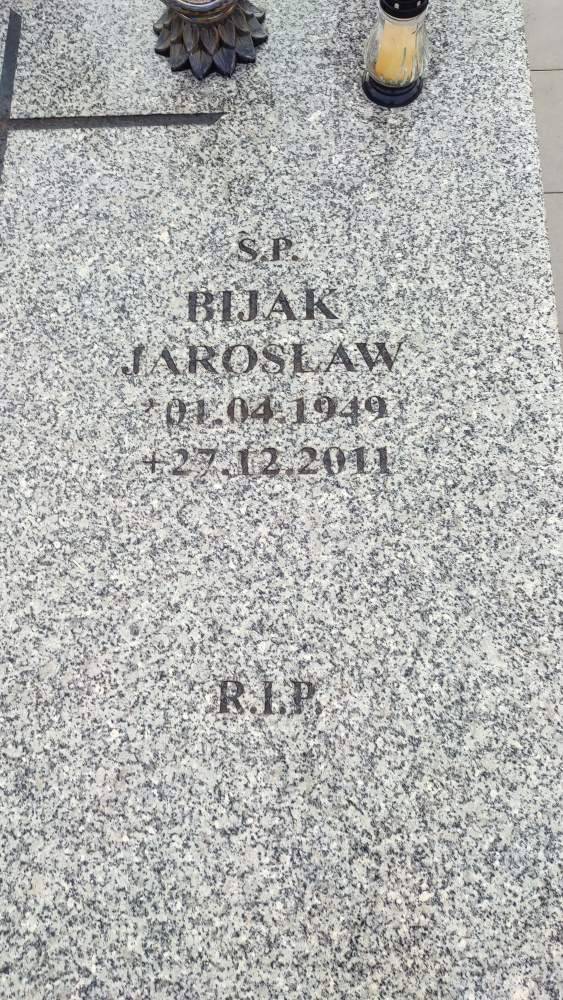 Ś.P.
BIJAK
JAROSŁAW
*01.04.1949
+27.12.2011
R.I.P.